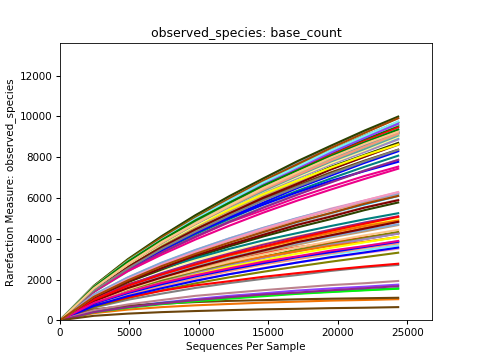 observed_species: base_count
Rarefaction Measure: observed_species
12000
10000
8000
6000
4000
2000
0
0 5000 10000 15000 20000 25000
Sequences Per Sample